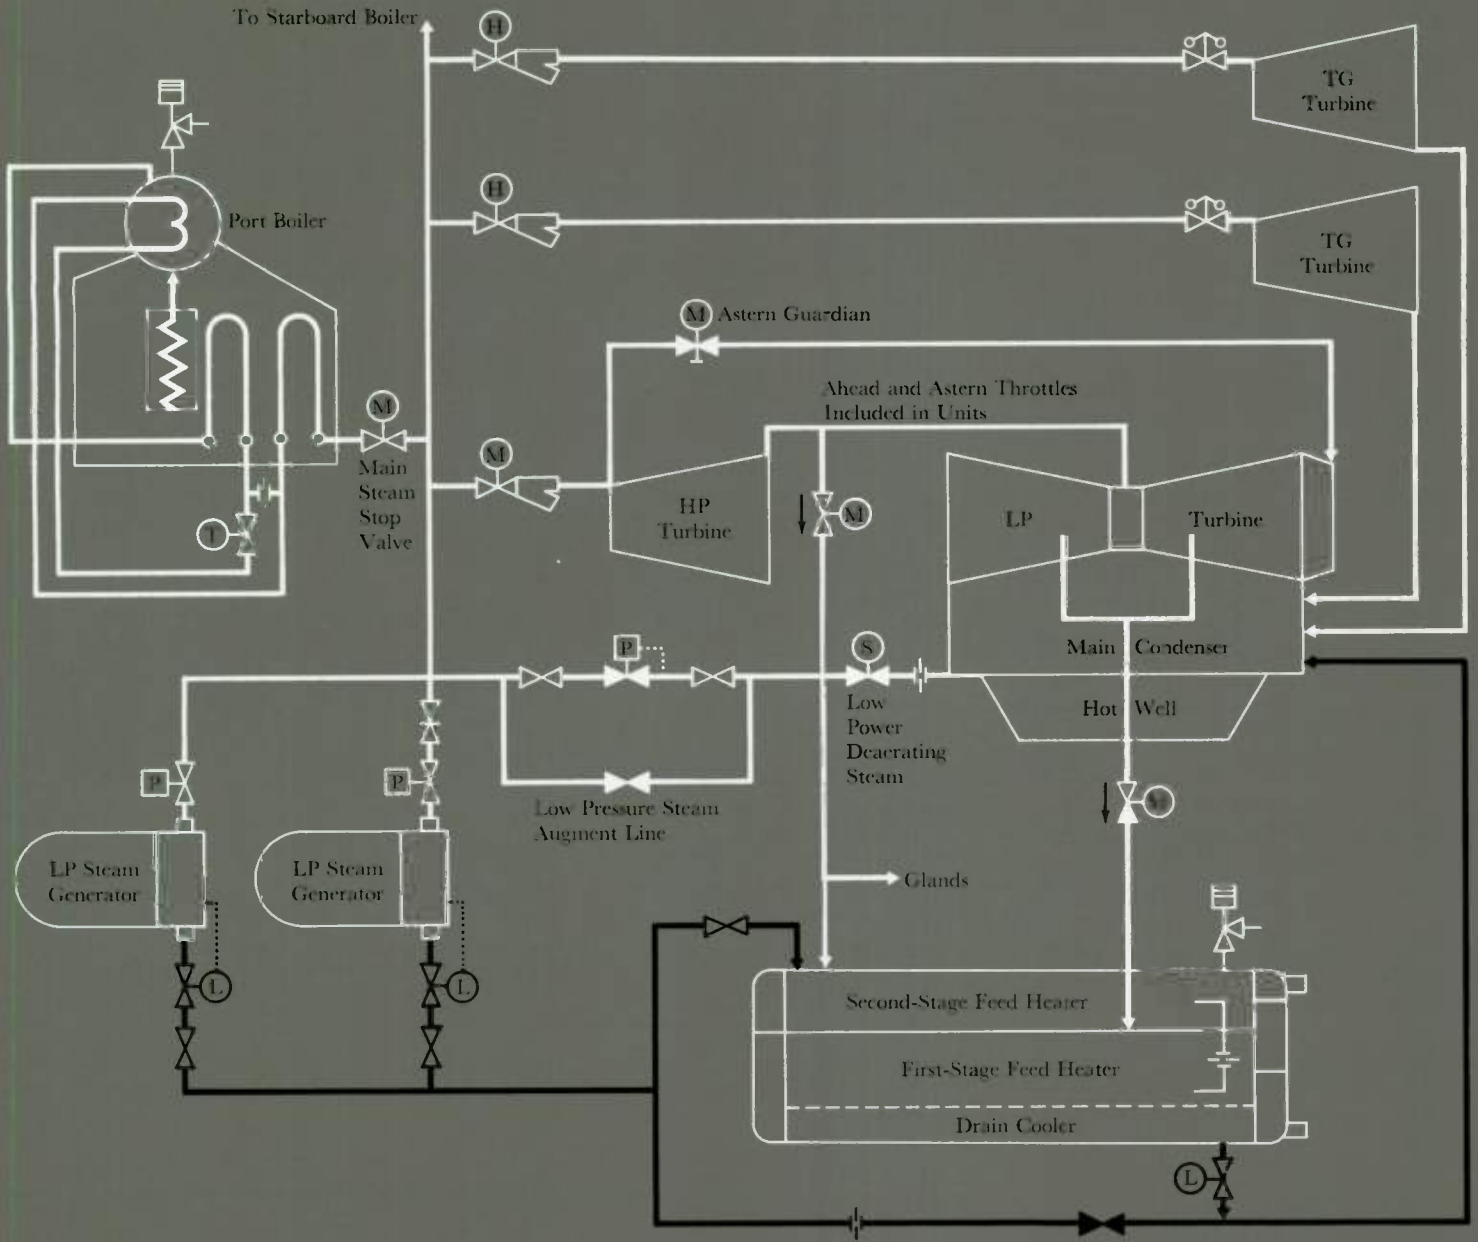 To Starboard Boiler
H
TG
Turbine
H
Port Boiler
TG
Turbine
M Astern Guardian
Ahead and Astern Throttles
Included in Units
M
Main
Steam
Stop
Valve
M
HP
Turbine
M
LP Turbine
T
P
S
Main Condenser
Low
Power
Deaerating
Steam
Hot Well
P
P
Low Pressure Steam
Augment Line
M
LP Steam
Generator
LP Steam
Generator
Glands
L
L
Second-Stage Feed Heater
First-Stage Feed Heater
Drain Cooler
L